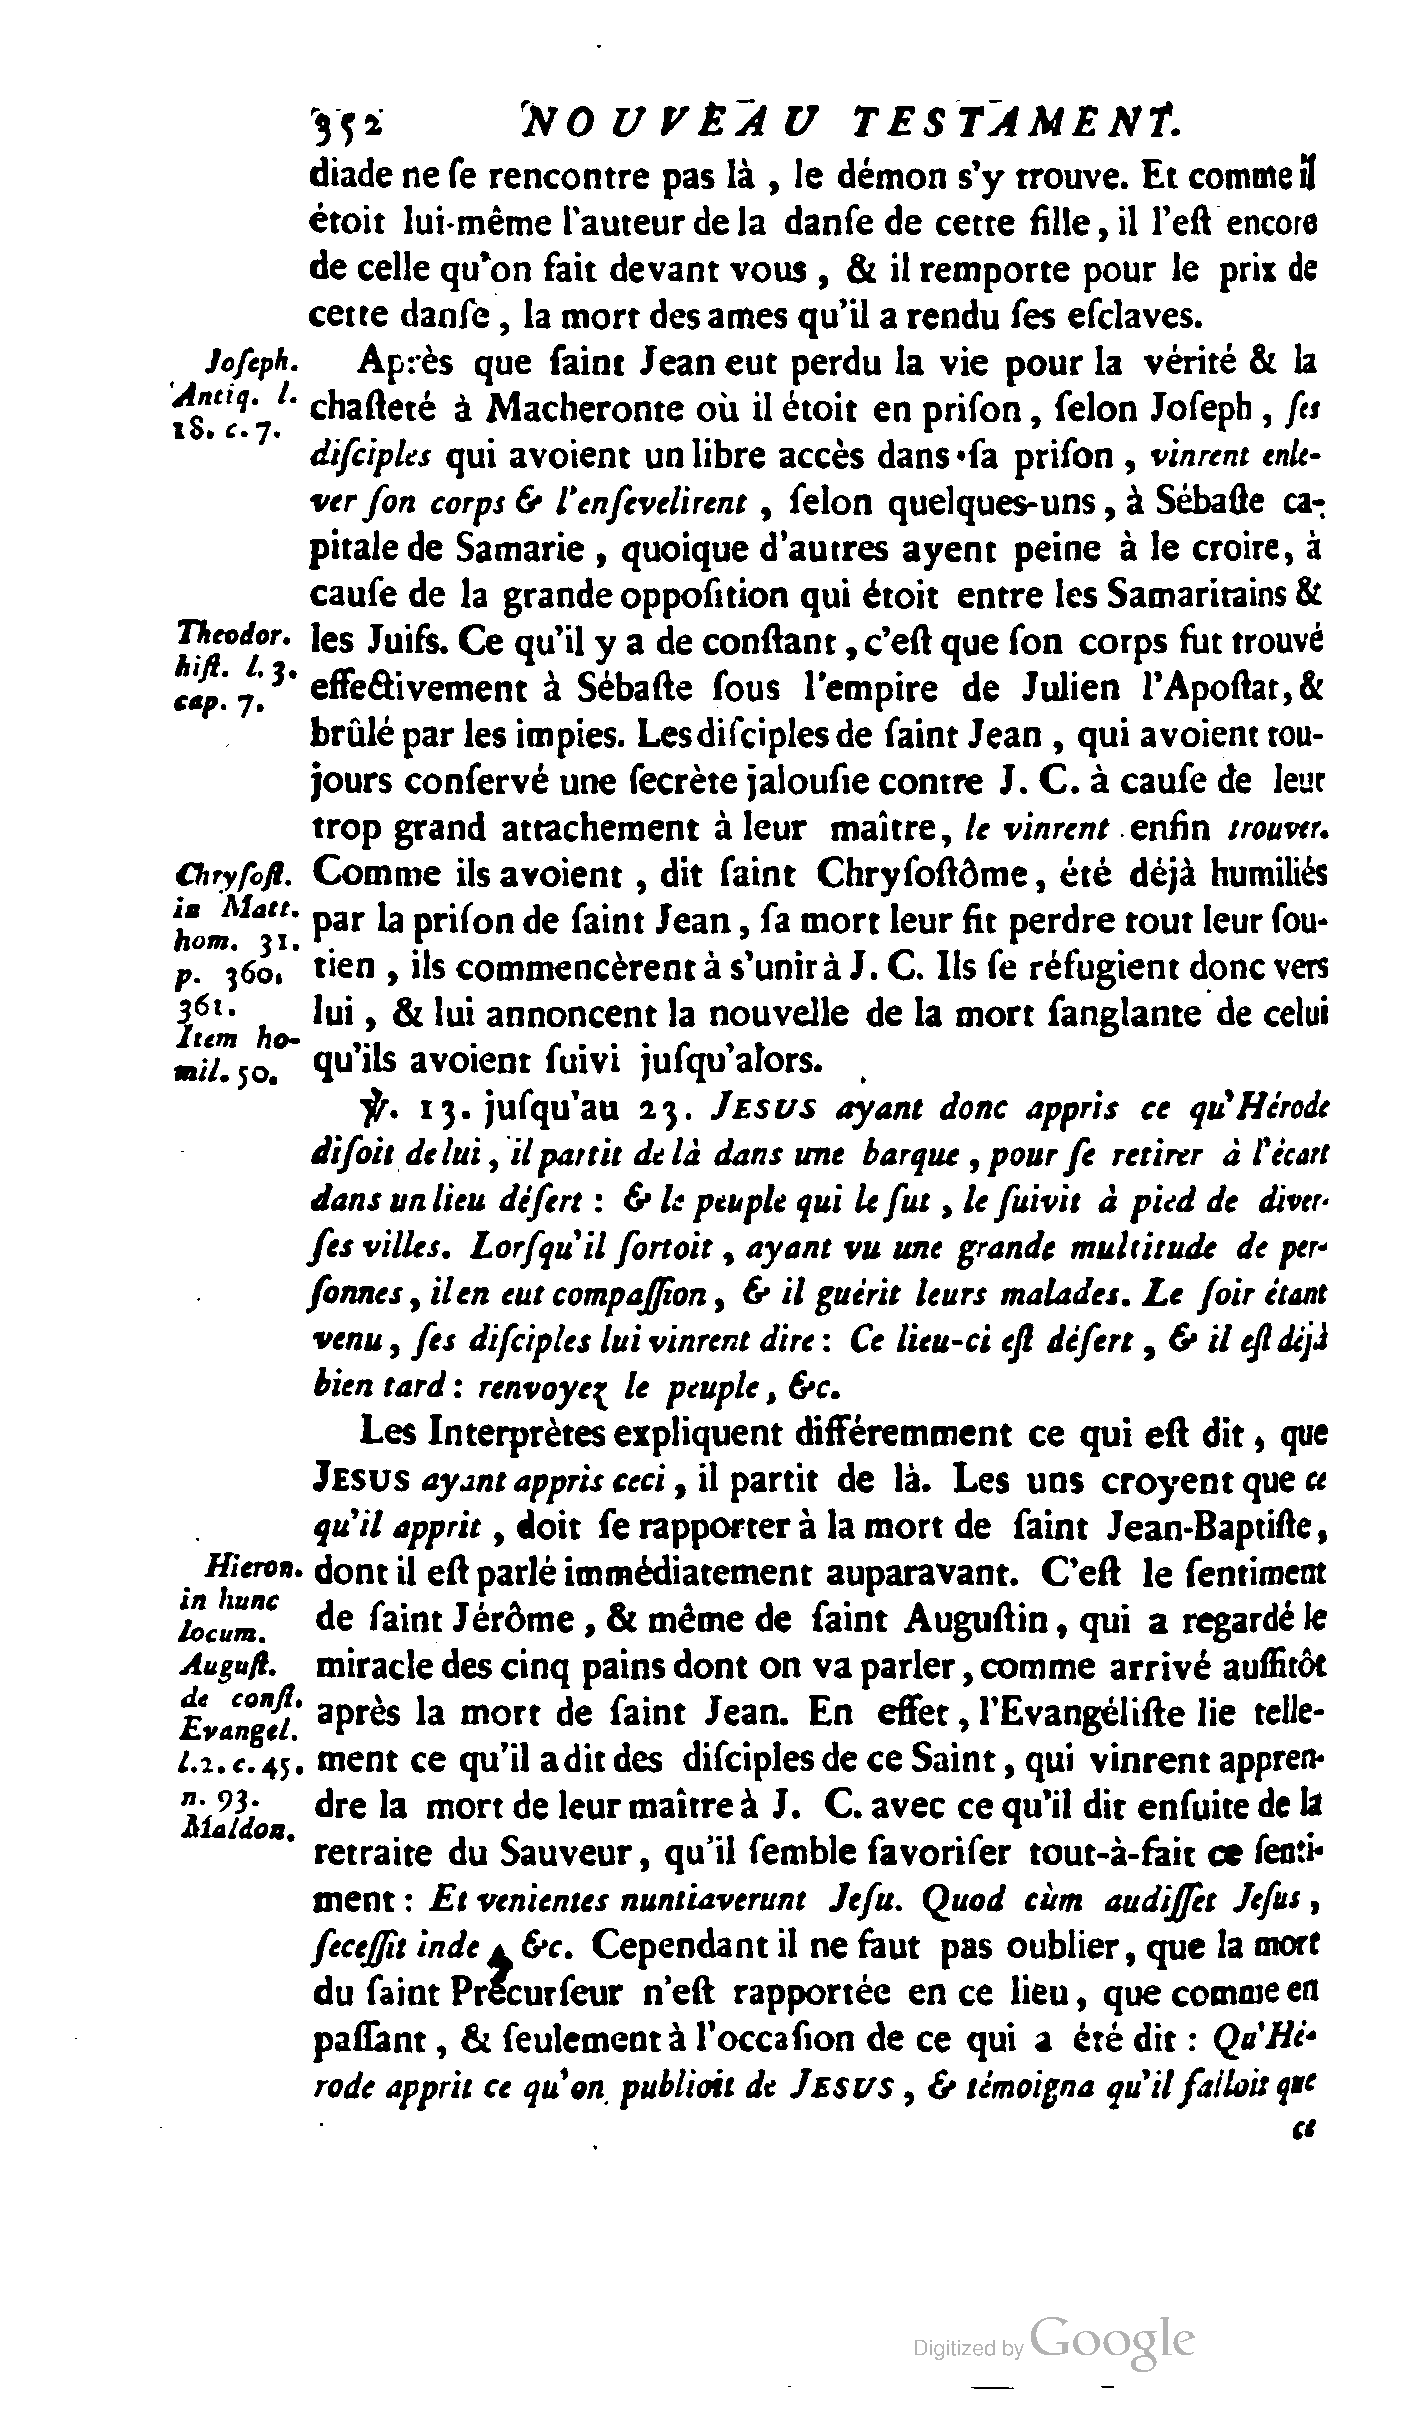 352 NOUVEAU TESTAMENT.
diade ne ſe rencontre pas là , le démon s'y trouve. Et comme il
étoit lui-même l'auteur de la danſe de cette fille , il l'eſt encore
de celle qu'on fait devant vous , & il remporte pour le prix de
cette danſe , la mort des ames qu'il a rendu ſes eſclaves.
Joſeph.
Antiq. l.
18. c. 7.
Après que ſaint Jean eut perdu la vie pour la vérité & la
chaſteté à Macheronte où il étoit en priſon , ſelon Joſeph , ſes
diſciples qui avoient un libre accès dans ſa priſon , vinrent enle-
ver ſon corps & l'enſevelirent , ſelon quelques-uns , à Sébaſte ca-
pitale de Samarie , quoique d'autres ayent peine à le croire, à
cauſe de la grande oppoſition qui étoit entre les Samaritains &
Theodor.
hiſt. l. 3.
cap. 7.
les Juifs. Ce qu'il y a de conſtant , c'eſt que ſon corps fut trouvé
effectivement à Sébaſte ſous l'empire de Julien l'Apoſtat, &
brûlé par les impies. Les diſciples de ſaint Jean , qui avoient tou-
jours conſervé une ſecrète jalouſie contre J. C. à cauſe de leur
trop grand attachement à leur maître, le vinrent enfin trouver.
Chryſoſt.
in Matt.
hom. 31.
p. 360,
361.
Item ho-
mil. 50.
Comme ils avoient , dit ſaint Chryſoſtôme, été déjà humiliés
par la priſon de ſaint Jean , ſa mort leur fit perdre tout leur ſou-
tien , ils commencèrent à s'unir à J. C. Ils ſe réfugient donc vers
lui , & lui annoncent la nouvelle de la mort ſanglante de celui
qu'ils avoient ſuivi juſqu'alors.
℣. 13. juſqu'au 23. JESUS ayant donc appris ce qu'Hérode
diſoit de lui , il partit de là dans une barque , pour ſe retirer à l'écart
dans un lieu déſert : & le peuple qui le ſut , le ſuivit à pied de diver-
ſes villes. Lorſqu'il ſortoit , ayant vu une grande multitude de per-
ſonnes , il en eut compaſſion , & il guérit leurs malades. Le ſoir étant
venu , ſes diſciples lui vinrent dire : Ce lieu-ci eſt déſert , & il eſt déjà
bien tard : renvoyez le peuple , &c.
Les Interprètes expliquent différemment ce qui eſt dit , que
JESUS ayant appris ceci , il partit de là. Les uns croyent que ce
qu'il apprit , doit ſe rapporter à la mort de ſaint Jean-Baptiſte,
Hieron.
in hunc
locum.
Auguſt.
de conſt.
Evangel.
l. 2. c. 45.
n. 93.
Maldon.
dont il eſt parlé immédiatement auparavant. C'eſt le ſentiment
de ſaint Jérôme , & même de ſaint Auguſtin , qui a regardé le
miracle des cinq pains dont on va parler , comme arrivé auſſitôt
après la mort de ſaint Jean. En effet , l'Evangéliſte lie telle-
ment ce qu'il a dit des diſciples de ce Saint , qui vinrent appren-
dre la mort de leur maître à J. C. avec ce qu'il dit enſuite de la
retraite du Sauveur, qu'il ſemble favoriſer tout-à-fait ce ſenti-
ment : Et venientes nuntiaverunt Jeſu. Quod cùm audiſſet Jeſus ,
ſeceſſit inde , &c. Cependant il ne faut pas oublier, que la mort
du ſaint Précurſeur n'eſt rapportée en ce lieu , que comme en
paſſant , & ſeulement à l'occaſion de ce qui a été dit : Qu'Hé-
rode apprit ce qu'on publioit de JESUS , & témoigna qu'il falloit que
ce
Digitized by Google